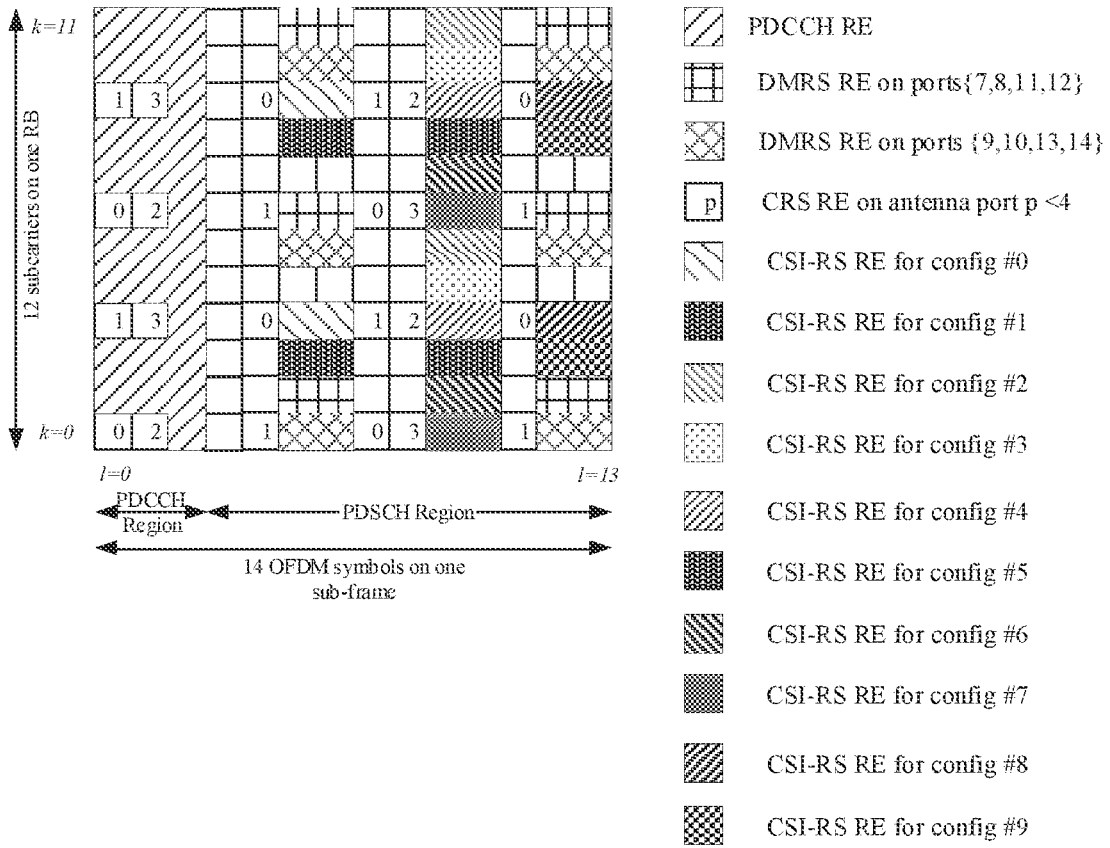 k=11
1 3 0 1 2 0
0 2 1 0 3 1
1 3 0 1 2 0
0 2 1 0 3 1
k=0
12 subcarriers on one RB
l=0
l=13
PDCCH
Region
PDSCH Region
14 OFDM symbols on one
sub-frame
PDCCH RE
DMRS RE on ports{7,8,11,12}
DMRS RE on ports {9,10,13,14}
p
CRS RE on antenna port p <4
CSI-RS RE for config #0
CSI-RS RE for config #1
CSI-RS RE for config #2
CSI-RS RE for config #3
CSI-RS RE for config #4
CSI-RS RE for config #5
CSI-RS RE for config #6
CSI-RS RE for config #7
CSI-RS RE for config #8
CSI-RS RE for config #9